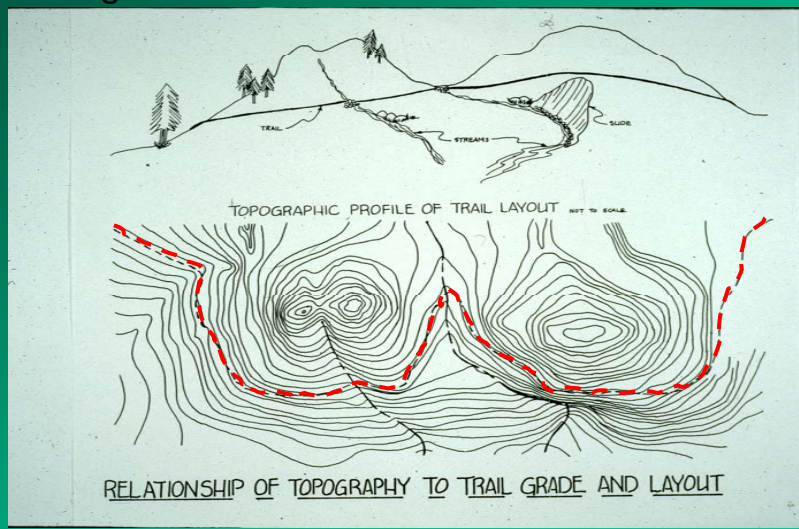 TRAIL
STREAMS
SLIDE
TOPOGRAPHIC PROFILE OF TRAIL LAYOUT NOT TO SCALE
RELATIONSHIP OF TOPOGRAPHY TO TRAIL GRADE AND LAYOUT